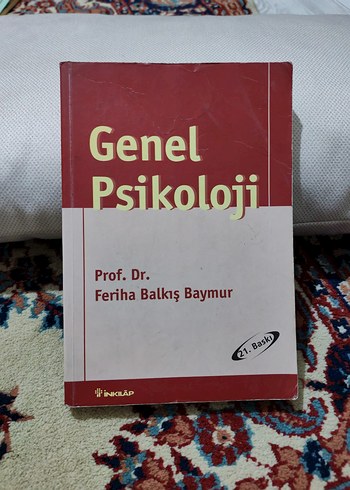 Genel
Psikoloji
Prof. Dr.
Feriha Balkış Baymur
21. Baskı
İNKILÂP